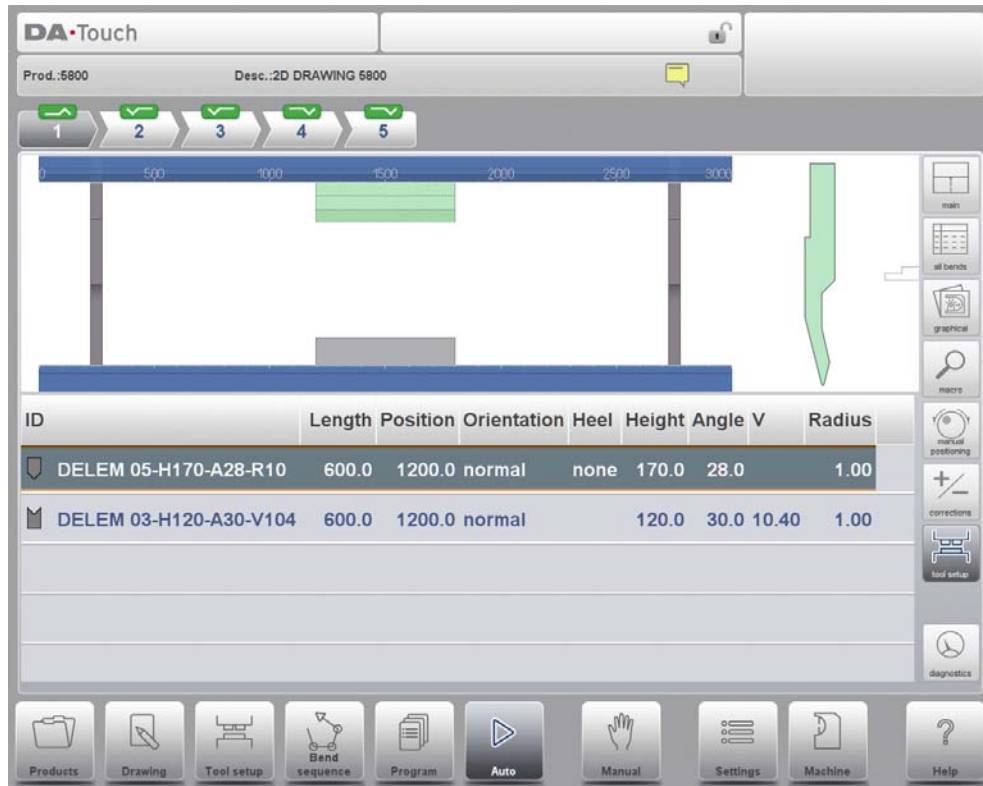 DA·Touch
Prod.:5800 Desc.:2D DRAWING 5800
1 2 3 4 5
0 500 1000 1500 2000 2500 3000
main
all bends
graphical
macro
manual
positioning
corrections
tool setup
diagnostics
ID Length Position Orientation Heel Height Angle V Radius
DELEM 05-H170-A28-R10 600.0 1200.0 normal none 170.0 28.0 1.00
DELEM 03-H120-A30-V104 600.0 1200.0 normal 120.0 30.0 10.40 1.00
Products
Drawing
Tool setup
Bend
sequence
Program
Auto
Manual
Settings
Machine
?
Help